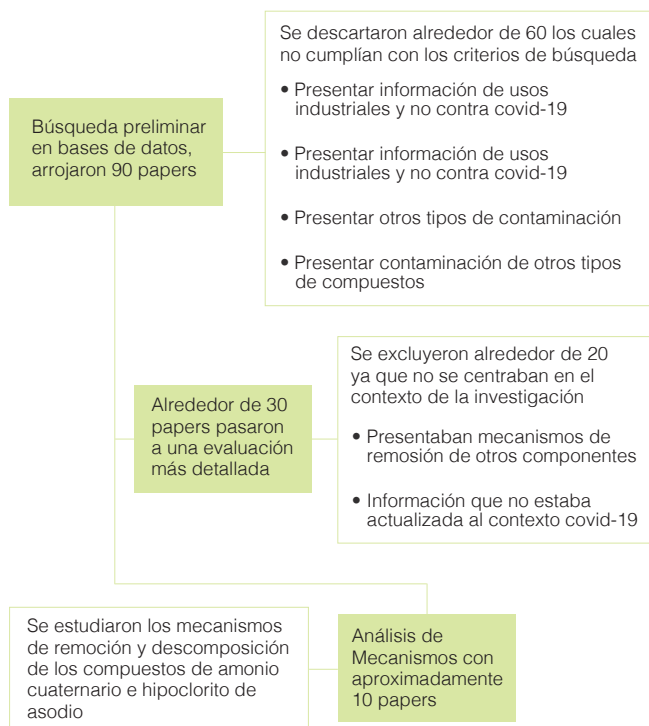 Se descartaron alrededor de 60 los cuales
no cumplían con los criterios de búsqueda
• Presentar información de usos
industriales y no contra covid-19
• Presentar información de usos
industriales y no contra covid-19
• Presentar otros tipos de contaminación
• Presentar contaminación de otros tipos
de compuestos
Búsqueda preliminar
en bases de datos,
arrojaron 90 papers
Se excluyeron alrededor de 20
ya que no se centraban en el
contexto de la investigación
• Presentaban mecanismos de
remosión de otros componentes
• Información que no estaba
actualizada al contexto covid-19
Alrededor de 30
papers pasaron
a una evaluación
más detallada
Se estudiaron los mecanismos
de remoción y descomposición
de los compuestos de amonio
cuaternario e hipoclorito de
asodio
Análisis de
Mecanismos con
aproximadamente
10 papers